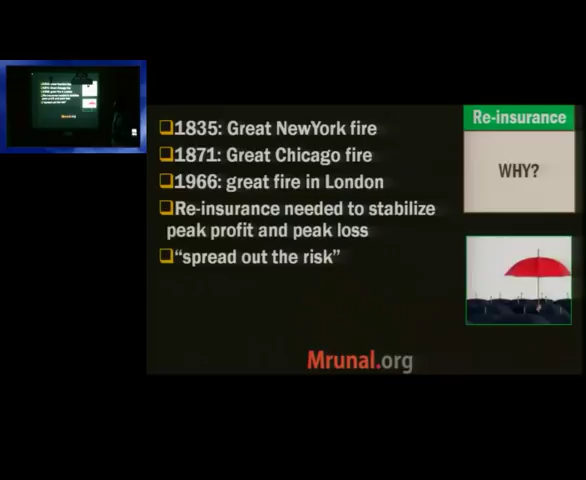 Re-insurance
WHY?
❑1835: Great NewYork fire
❑1871: Great Chicago fire
❑1966: great fire in London
❑Re-insurance needed to stabilize
peak profit and peak loss
❑“spread out the risk”
Mrunal.org